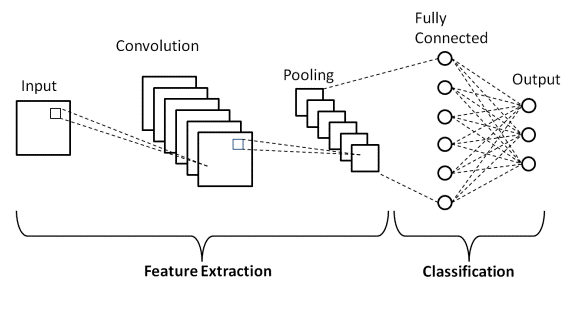 Fully
Connected
Convolution
Pooling
Output
Input
Feature Extraction
Classification